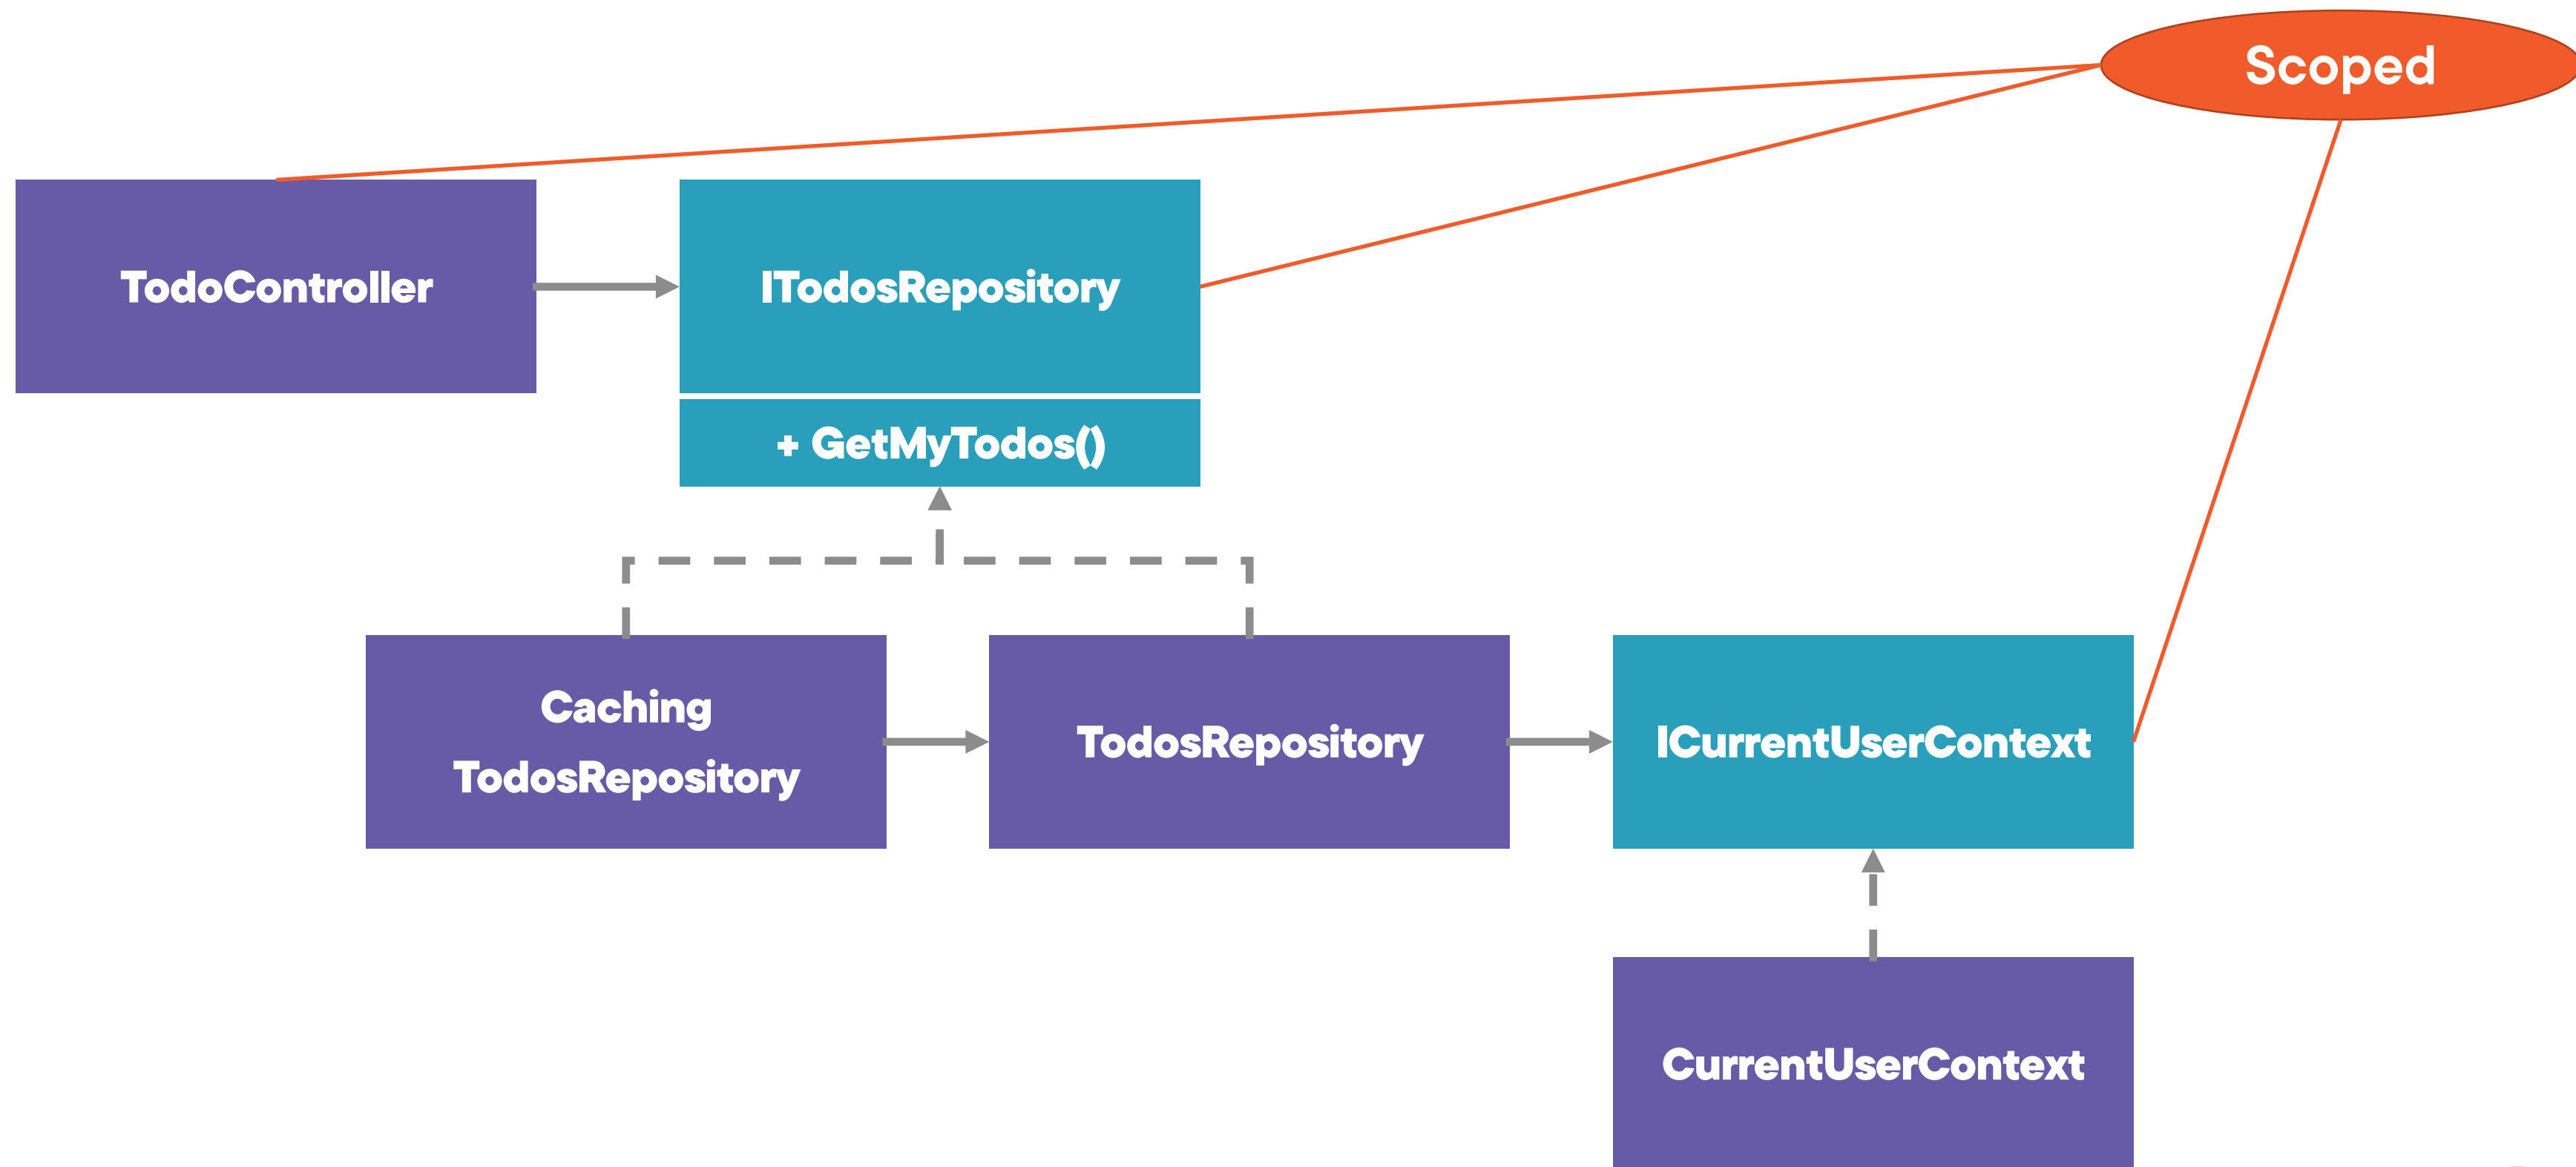 Scoped
TodoController
ITodosRepository
+ GetMyTodos()
Caching
TodosRepository
TodosRepository
ICurrentUserContext
CurrentUserContext